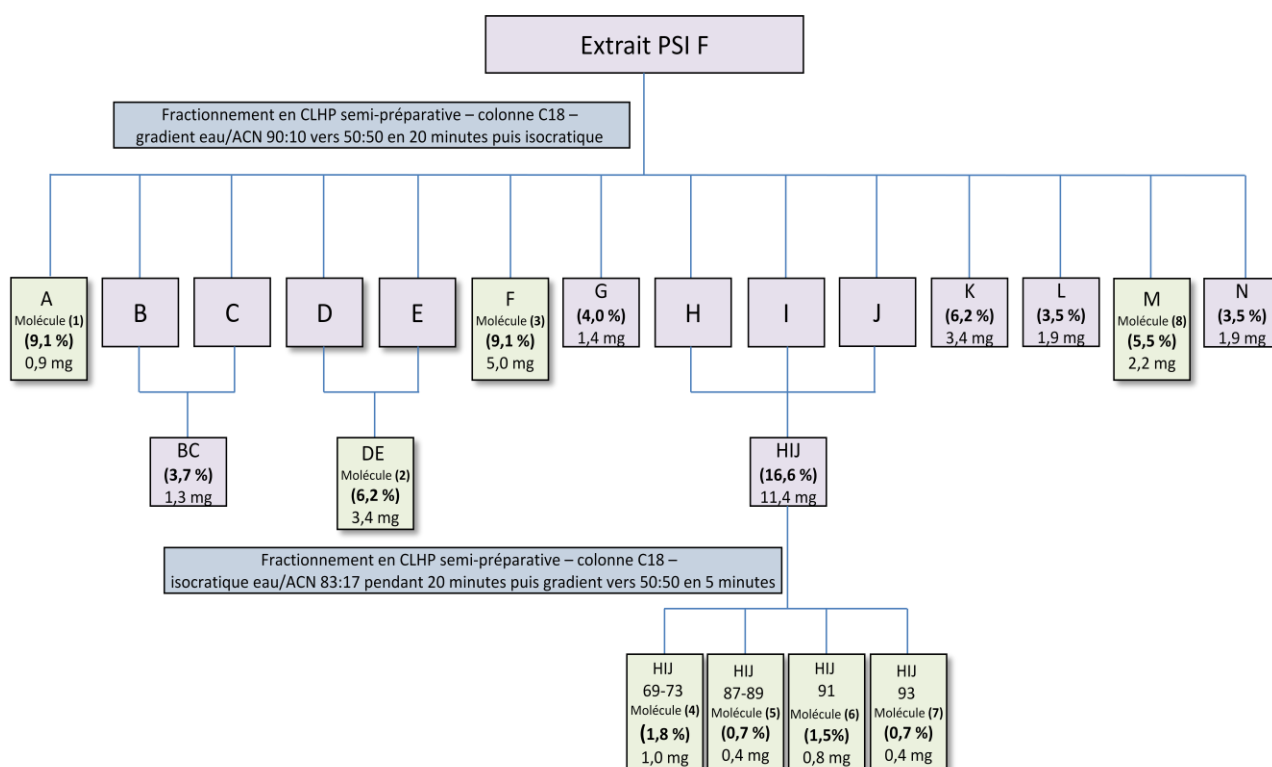 Extrait PSI F
Fractionnement en CLHP semi-préparative – colonne C18 –
gradient eau/ACN 90:10 vers 50:50 en 20 minutes puis isocratique
A
Molécule (1)
(9,1 %)
0,9 mg
B
C
D
E
F
Molécule (3)
(9,1 %)
5,0 mg
G
(4,0 %)
1,4 mg
H
I
J
K
(6,2 %)
3,4 mg
L
(3,5 %)
1,9 mg
M
Molécule (8)
(5,5 %)
2,2 mg
N
(3,5 %)
1,9 mg
BC
(3,7 %)
1,3 mg
DE
Molécule (2)
(6,2 %)
3,4 mg
HIJ
(16,6 %)
11,4 mg
Fractionnement en CLHP semi-préparative – colonne C18 –
isocratique eau/ACN 83:17 pendant 20 minutes puis gradient vers 50:50 en 5 minutes
HIJ
69-73
Molécule (4)
(1,8 %)
1,0 mg
HIJ
87-89
Molécule (5)
(0,7 %)
0,4 mg
HIJ
91
Molécule (6)
(1,5%)
0,8 mg
HIJ
93
Molécule (7)
(0,7 %)
0,4 mg